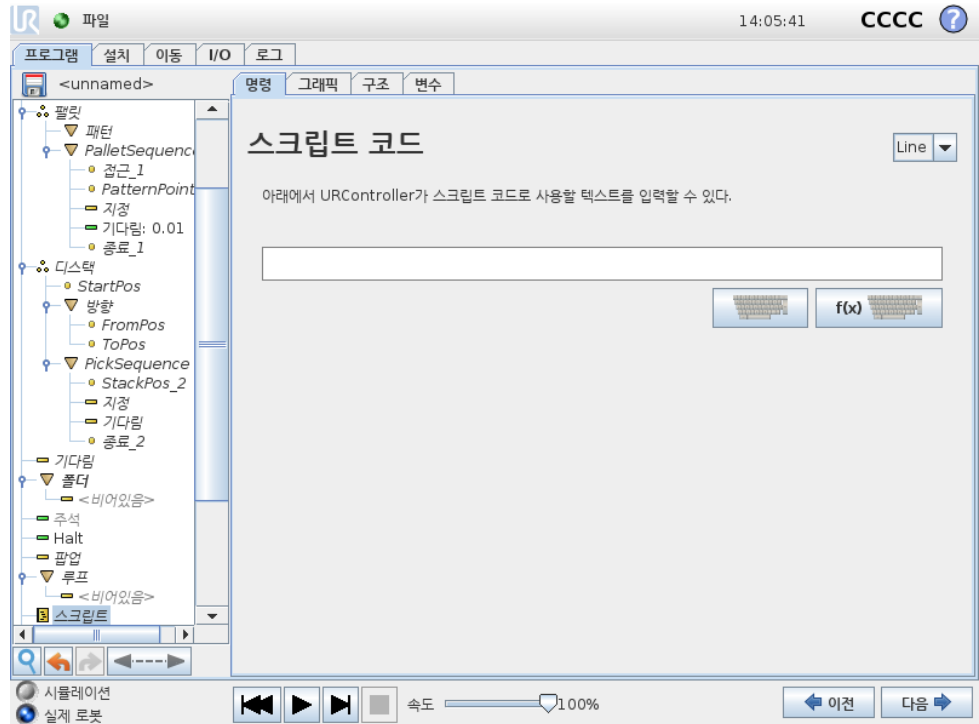 UR 파일 14:05:41 CCCC ?
프로그램 설치 이동 I/O 로그
<unnamed>
명령 그래픽 구조 변수
팔릿
패턴
PalletSequenc
접근_1
PatternPoint
지정
기다림: 0.01
종료_1
디스택
StartPos
방향
FromPos
ToPos
PickSequence
StackPos_2
지정
기다림
종료_2
기다림
폴더
<비어있음>
주석
Halt
팝업
루프
<비어있음>
스크립트
스크립트 코드
Line
아래에서 URController가 스크립트 코드로 사용할 텍스트를 입력할 수 있다.
f(x)
시뮬레이션
실제 로봇
속도 100%
이전 다음